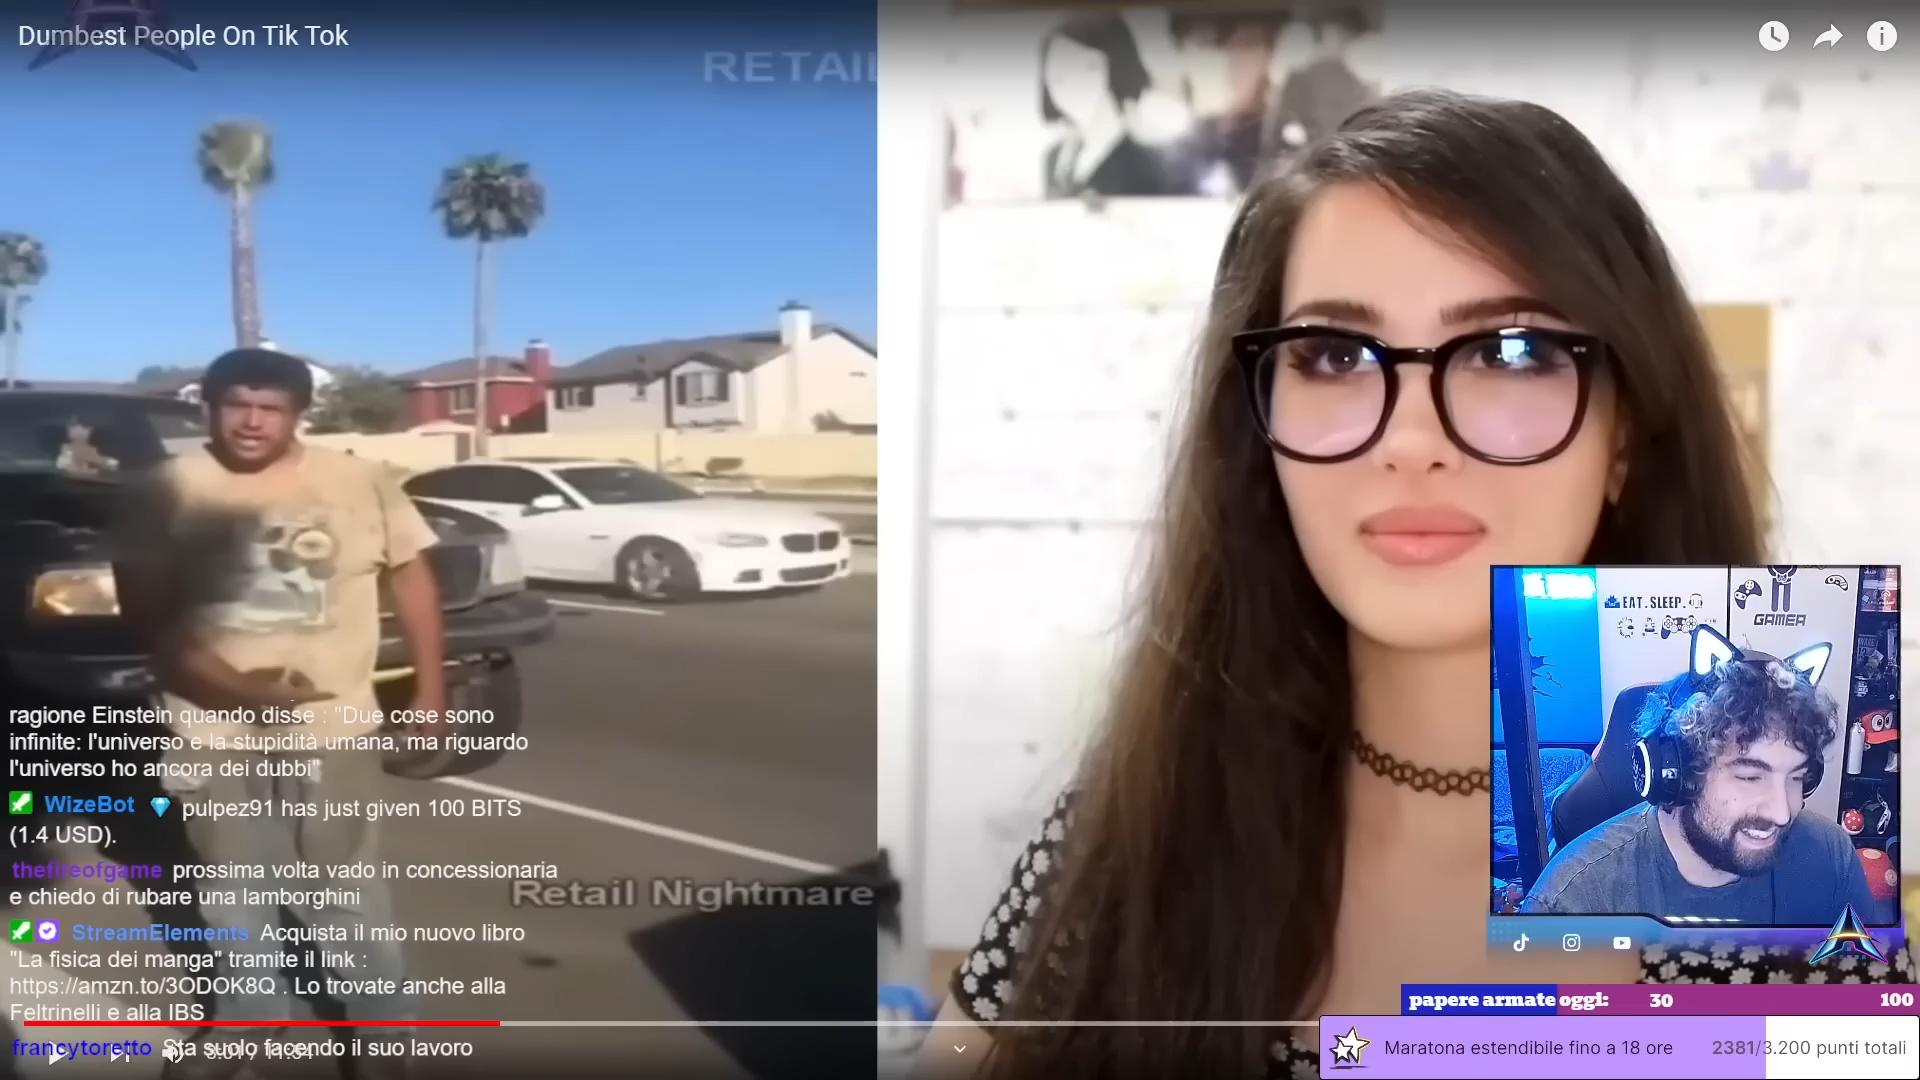 Dumbest People On Tik Tok
RETAIL
EAT.SLEEP.
GAMER
ragione Einstein quando disse : "Due cose sono
infinite: l'universo e la stupidità umana, ma riguardo
l'universo ho ancora dei dubbi"
WizeBot pulpez91 has just given 100 BITS
(1.4 USD).
thefireofgame prossima volta vado in concessionaria
e chiedo di rubare una lamborghini
Retail Nightmare
StreamElements Acquista il mio nuovo libro
"La fisica dei manga" tramite il link :
https://amzn.to/3ODOK8Q . Lo trovate anche alla
Feltrinelli e alla IBS
francytoretto Sta suolo facendo il suo lavoro
papere armate oggi: 30 100
Maratona estendibile fino a 18 ore 2381/3.200 punti totali